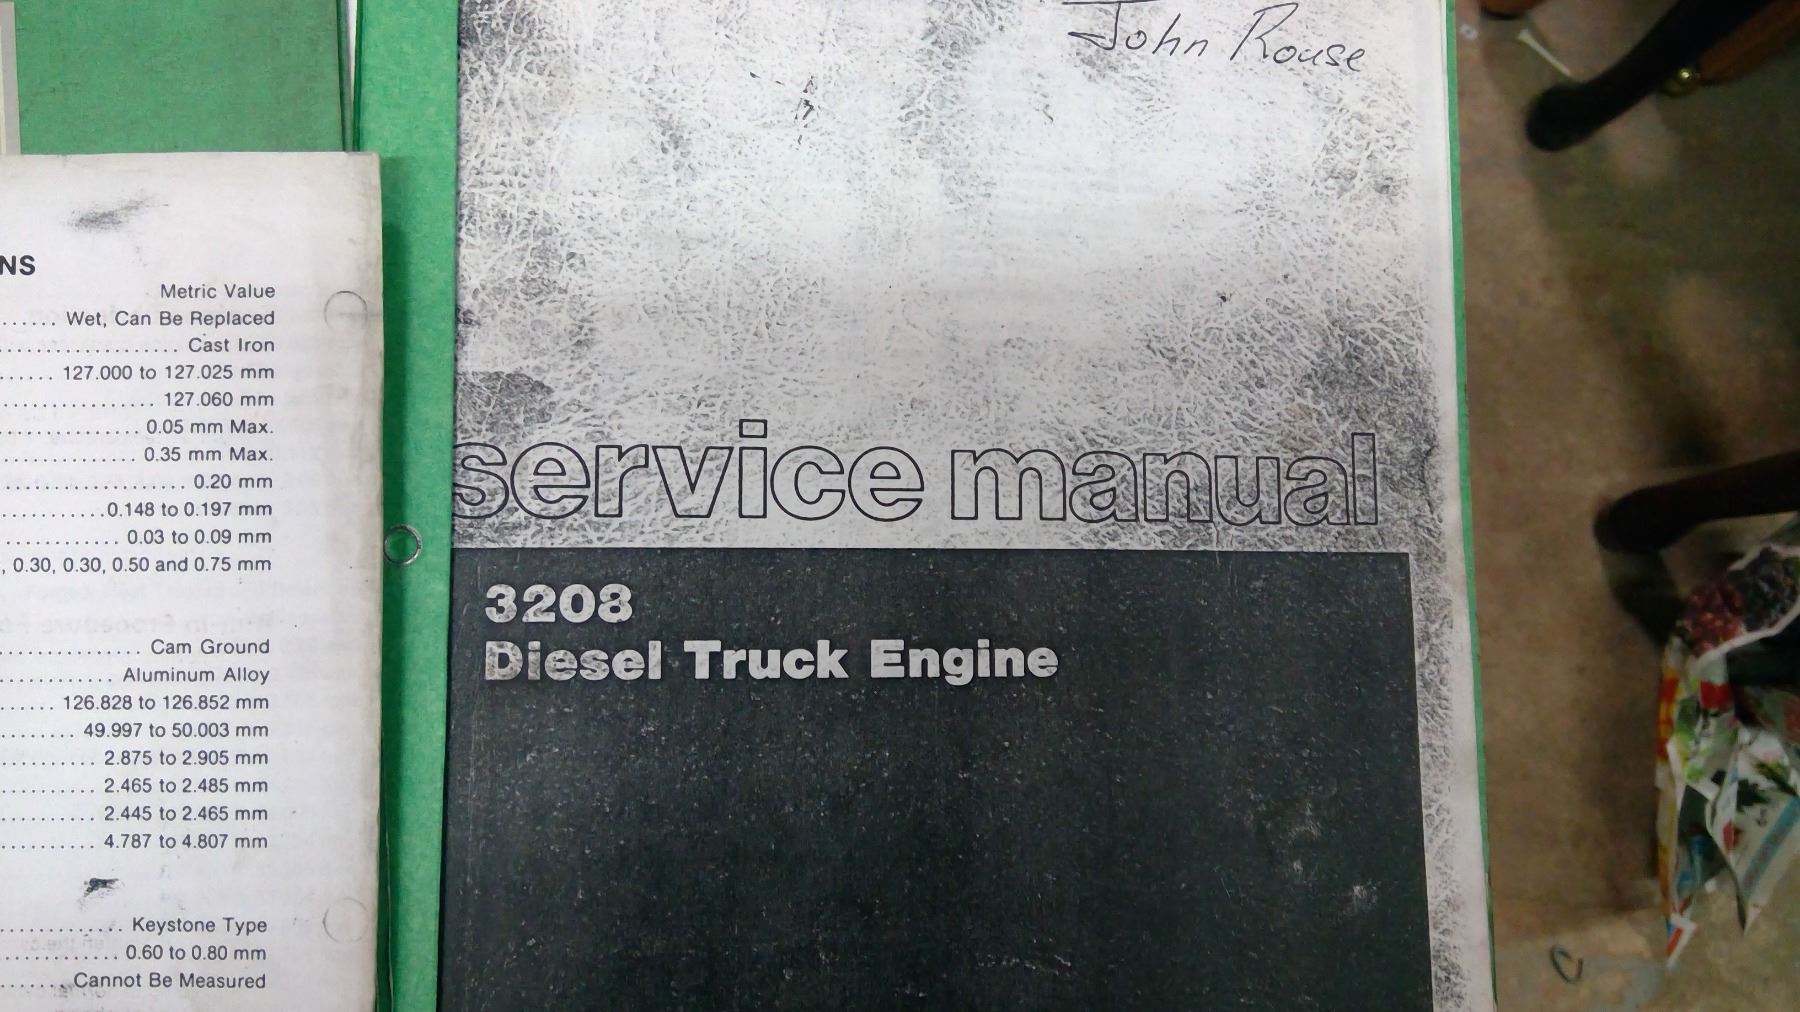 NS
Metric Value
...... Wet, Can Be Replaced
.................... Cast Iron
...... 127.000 to 127.025 mm
.................. 127.060 mm
................ 0.05 mm Max.
................ 0.35 mm Max.
....................... 0.20 mm
............0.148 to 0.197 mm
............ 0.03 to 0.09 mm
, 0.30, 0.30, 0.50 and 0.75 mm
................ Cam Ground
............ Aluminum Alloy
...... 126.828 to 126.852 mm
........ 49.997 to 50.003 mm
.......... 2.875 to 2.905 mm
.......... 2.465 to 2.485 mm
.......... 2.445 to 2.465 mm
.......... 4.787 to 4.807 mm
.............. Keystone Type
............ 0.60 to 0.80 mm
....... Cannot Be Measured
John Rouse
service manual
3208
Diesel Truck Engine